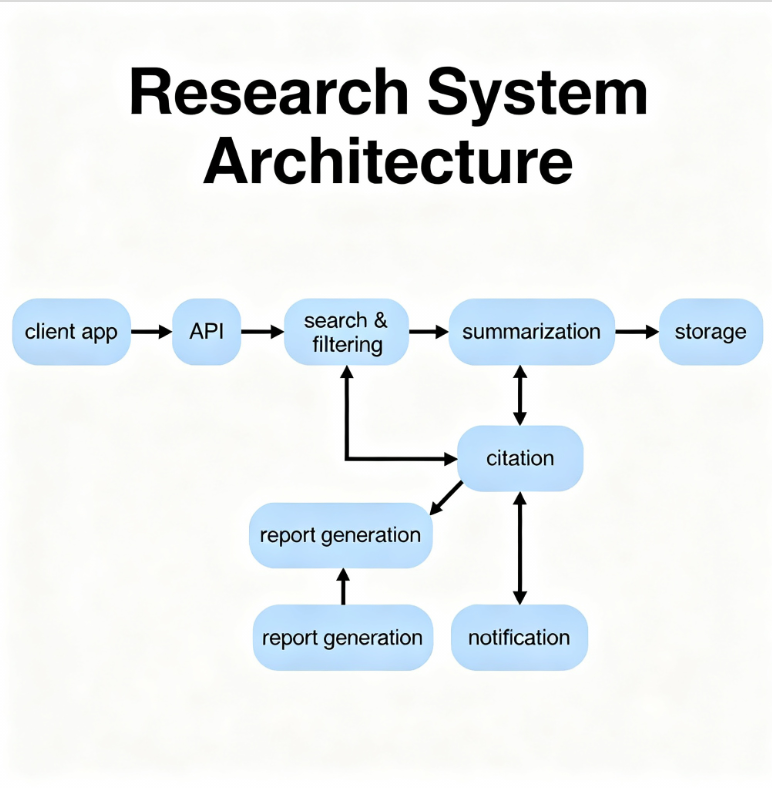 Research System
Architecture
client app
API
search &
filtering
summarization
storage
citation
report generation
report generation
notification